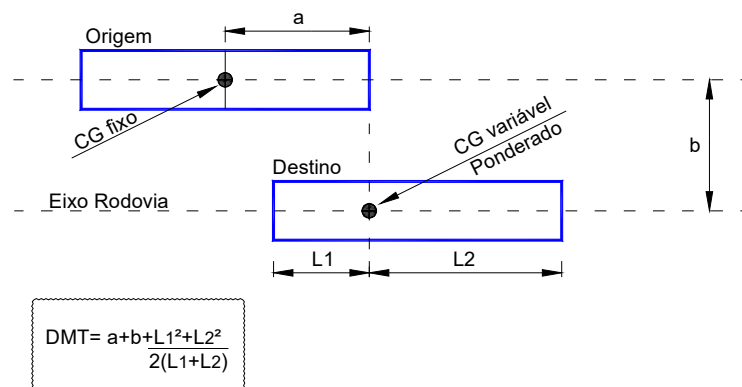 Origem
a
CG fixo
CG variável
Ponderado
b
Destino
Eixo Rodovia
L1
L2
DMT= a+b+L1²+L2²
2(L1+L2)